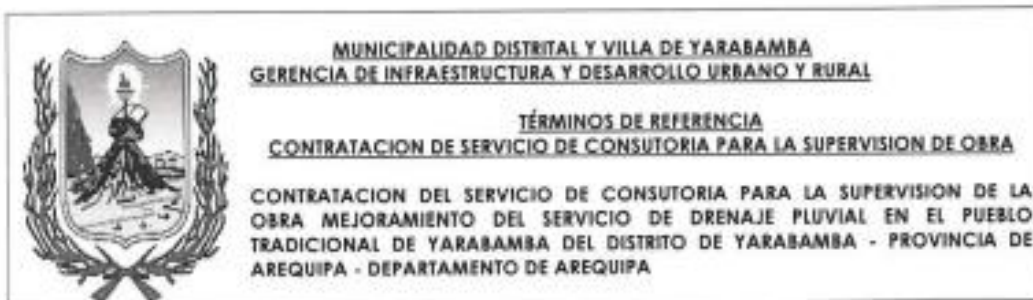 MUNICIPALIDAD DISTRITAL Y VILLA DE YARABAMBA
GERENCIA DE INFRAESTRUCTURA Y DESARROLLO URBANO Y RURAL
TÉRMINOS DE REFERENCIA
CONTRATACION DE SERVICIO DE CONSUTORIA PARA LA SUPERVISION DE OBRA
CONTRATACION DEL SERVICIO DE CONSUTORIA PARA LA SUPERVISION DE LA
OBRA MEJORAMIENTO DEL SERVICIO DE DRENAJE PLUVIAL EN EL PUEBLO
TRADICIONAL DE YARABAMBA DEL DISTRITO DE YARABAMBA - PROVINCIA DE
AREQUIPA - DEPARTAMENTO DE AREQUIPA